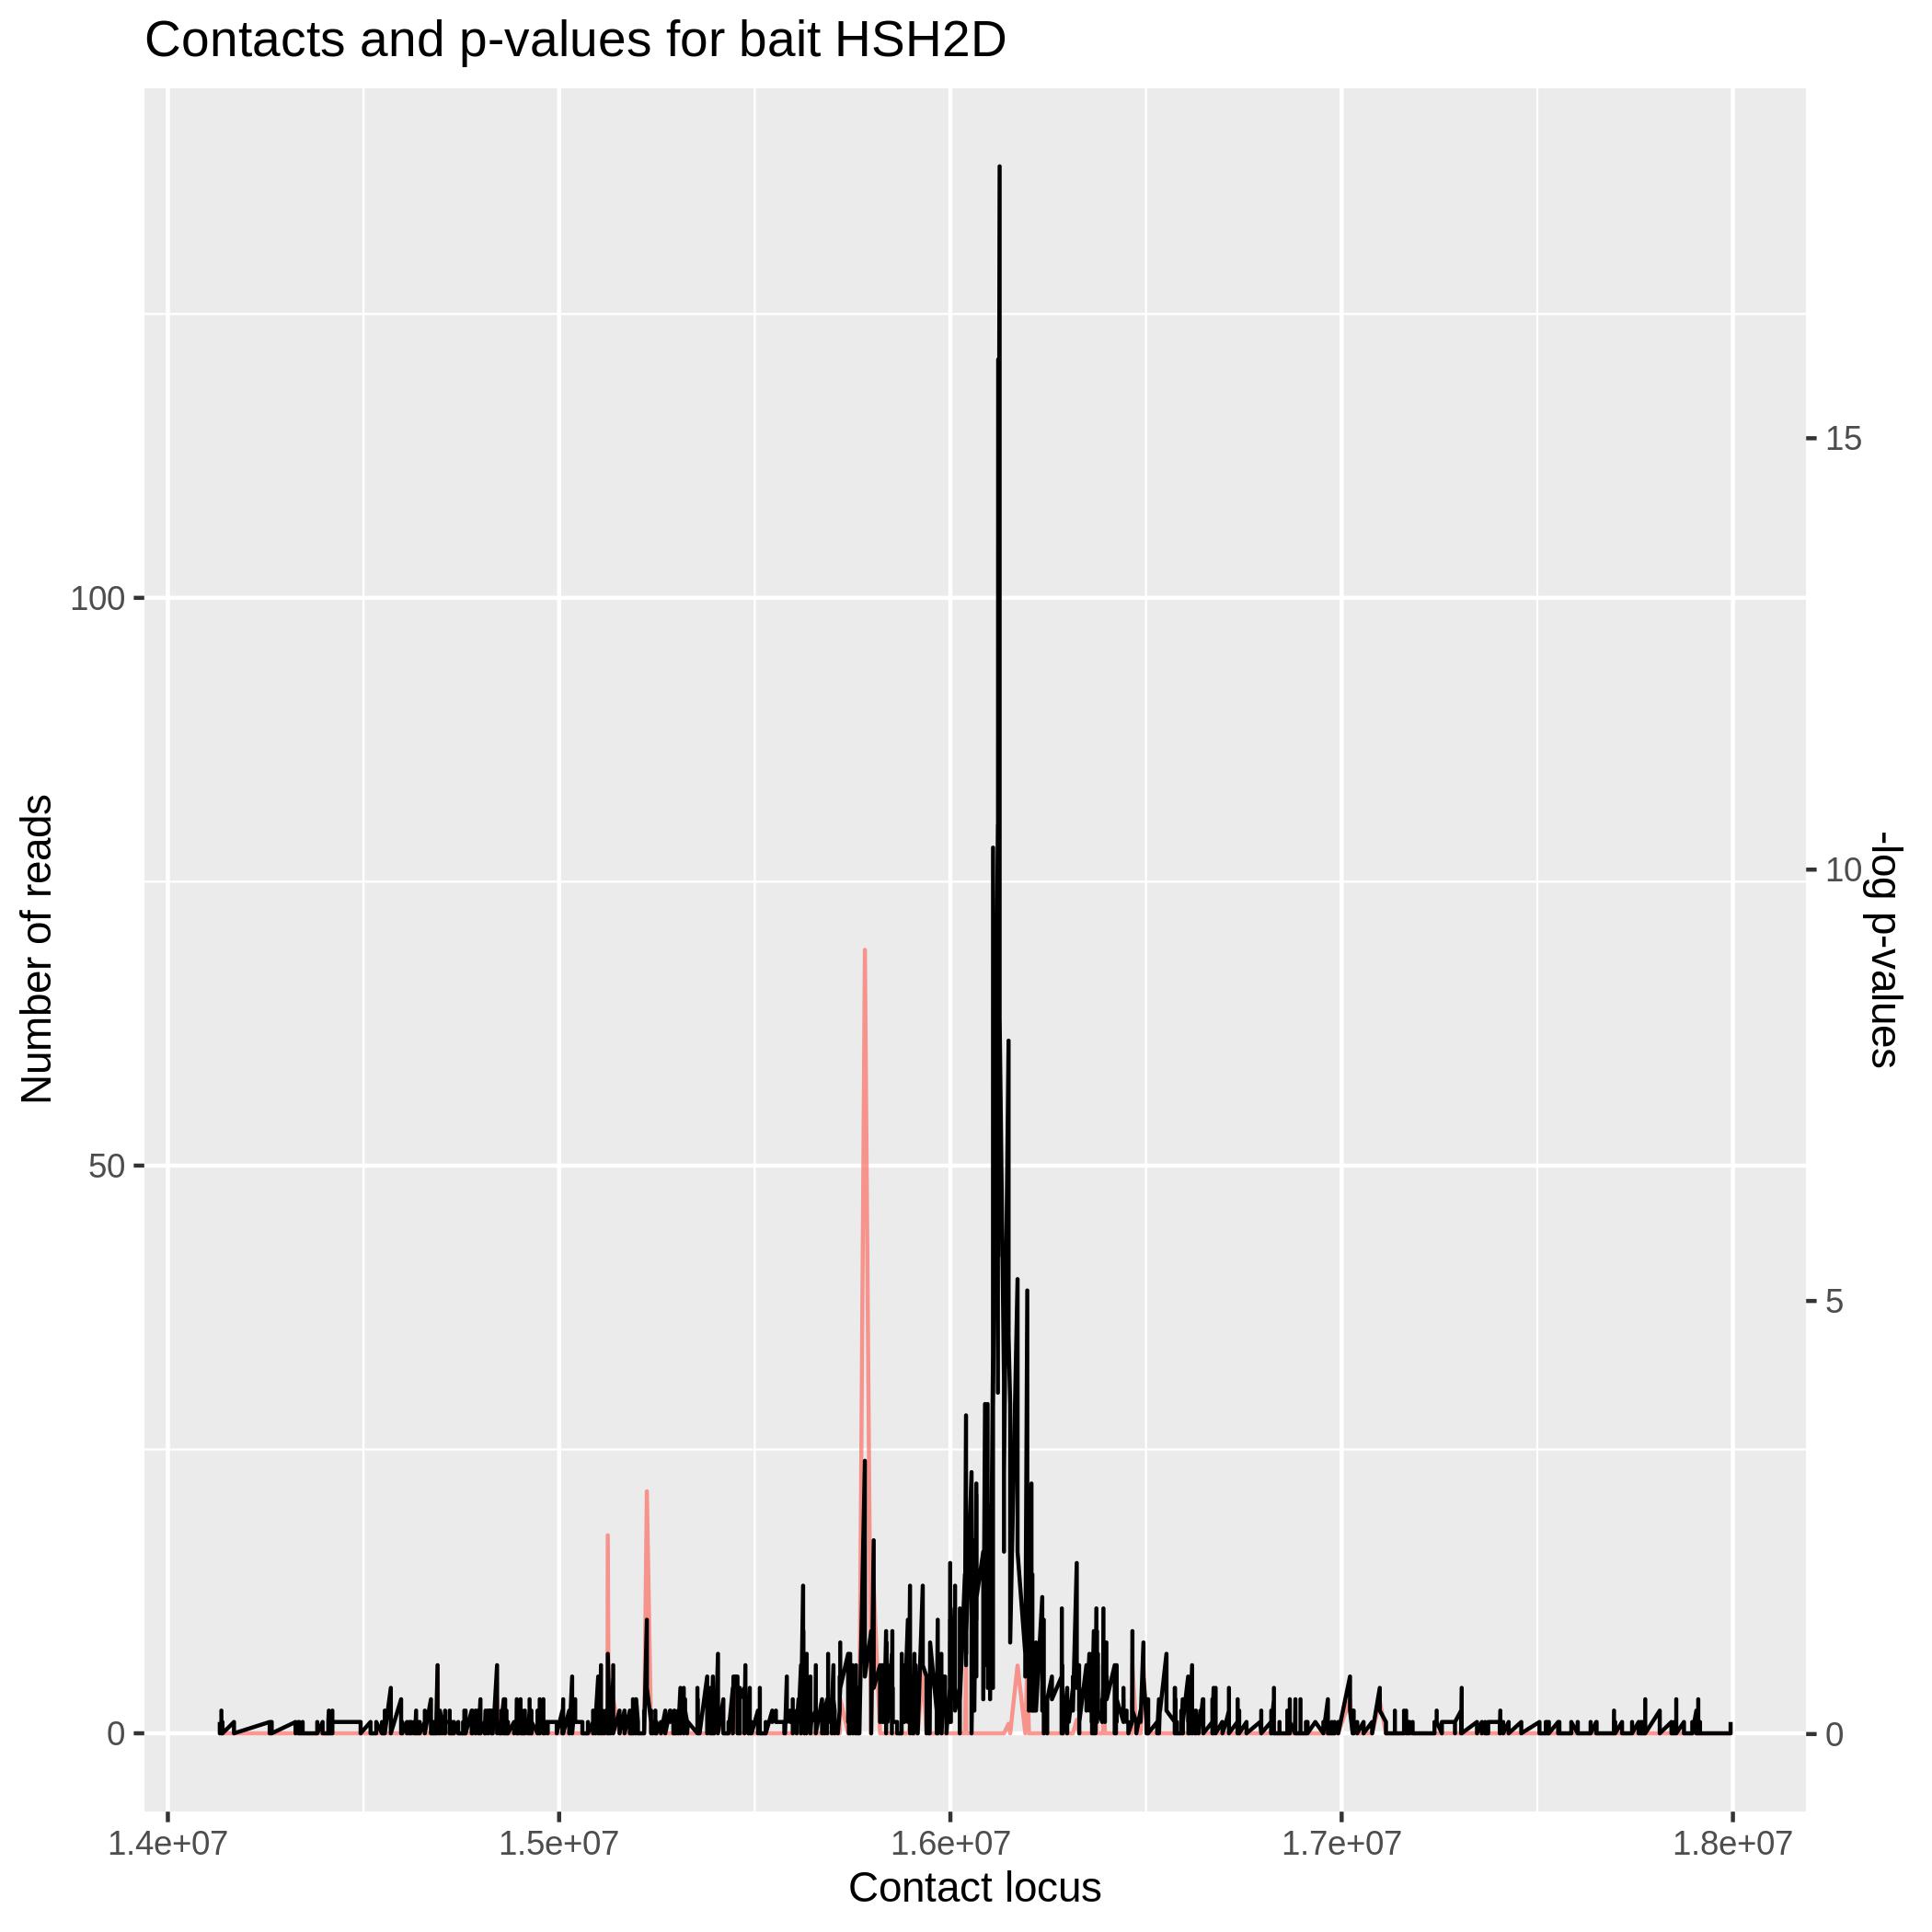 Contacts and p-values for bait HSH2D
Number of reads
100
50
0
15
10
5
0
-log p-values
1.4e+07
1.5e+07
1.6e+07
1.7e+07
1.8e+07
Contact locus